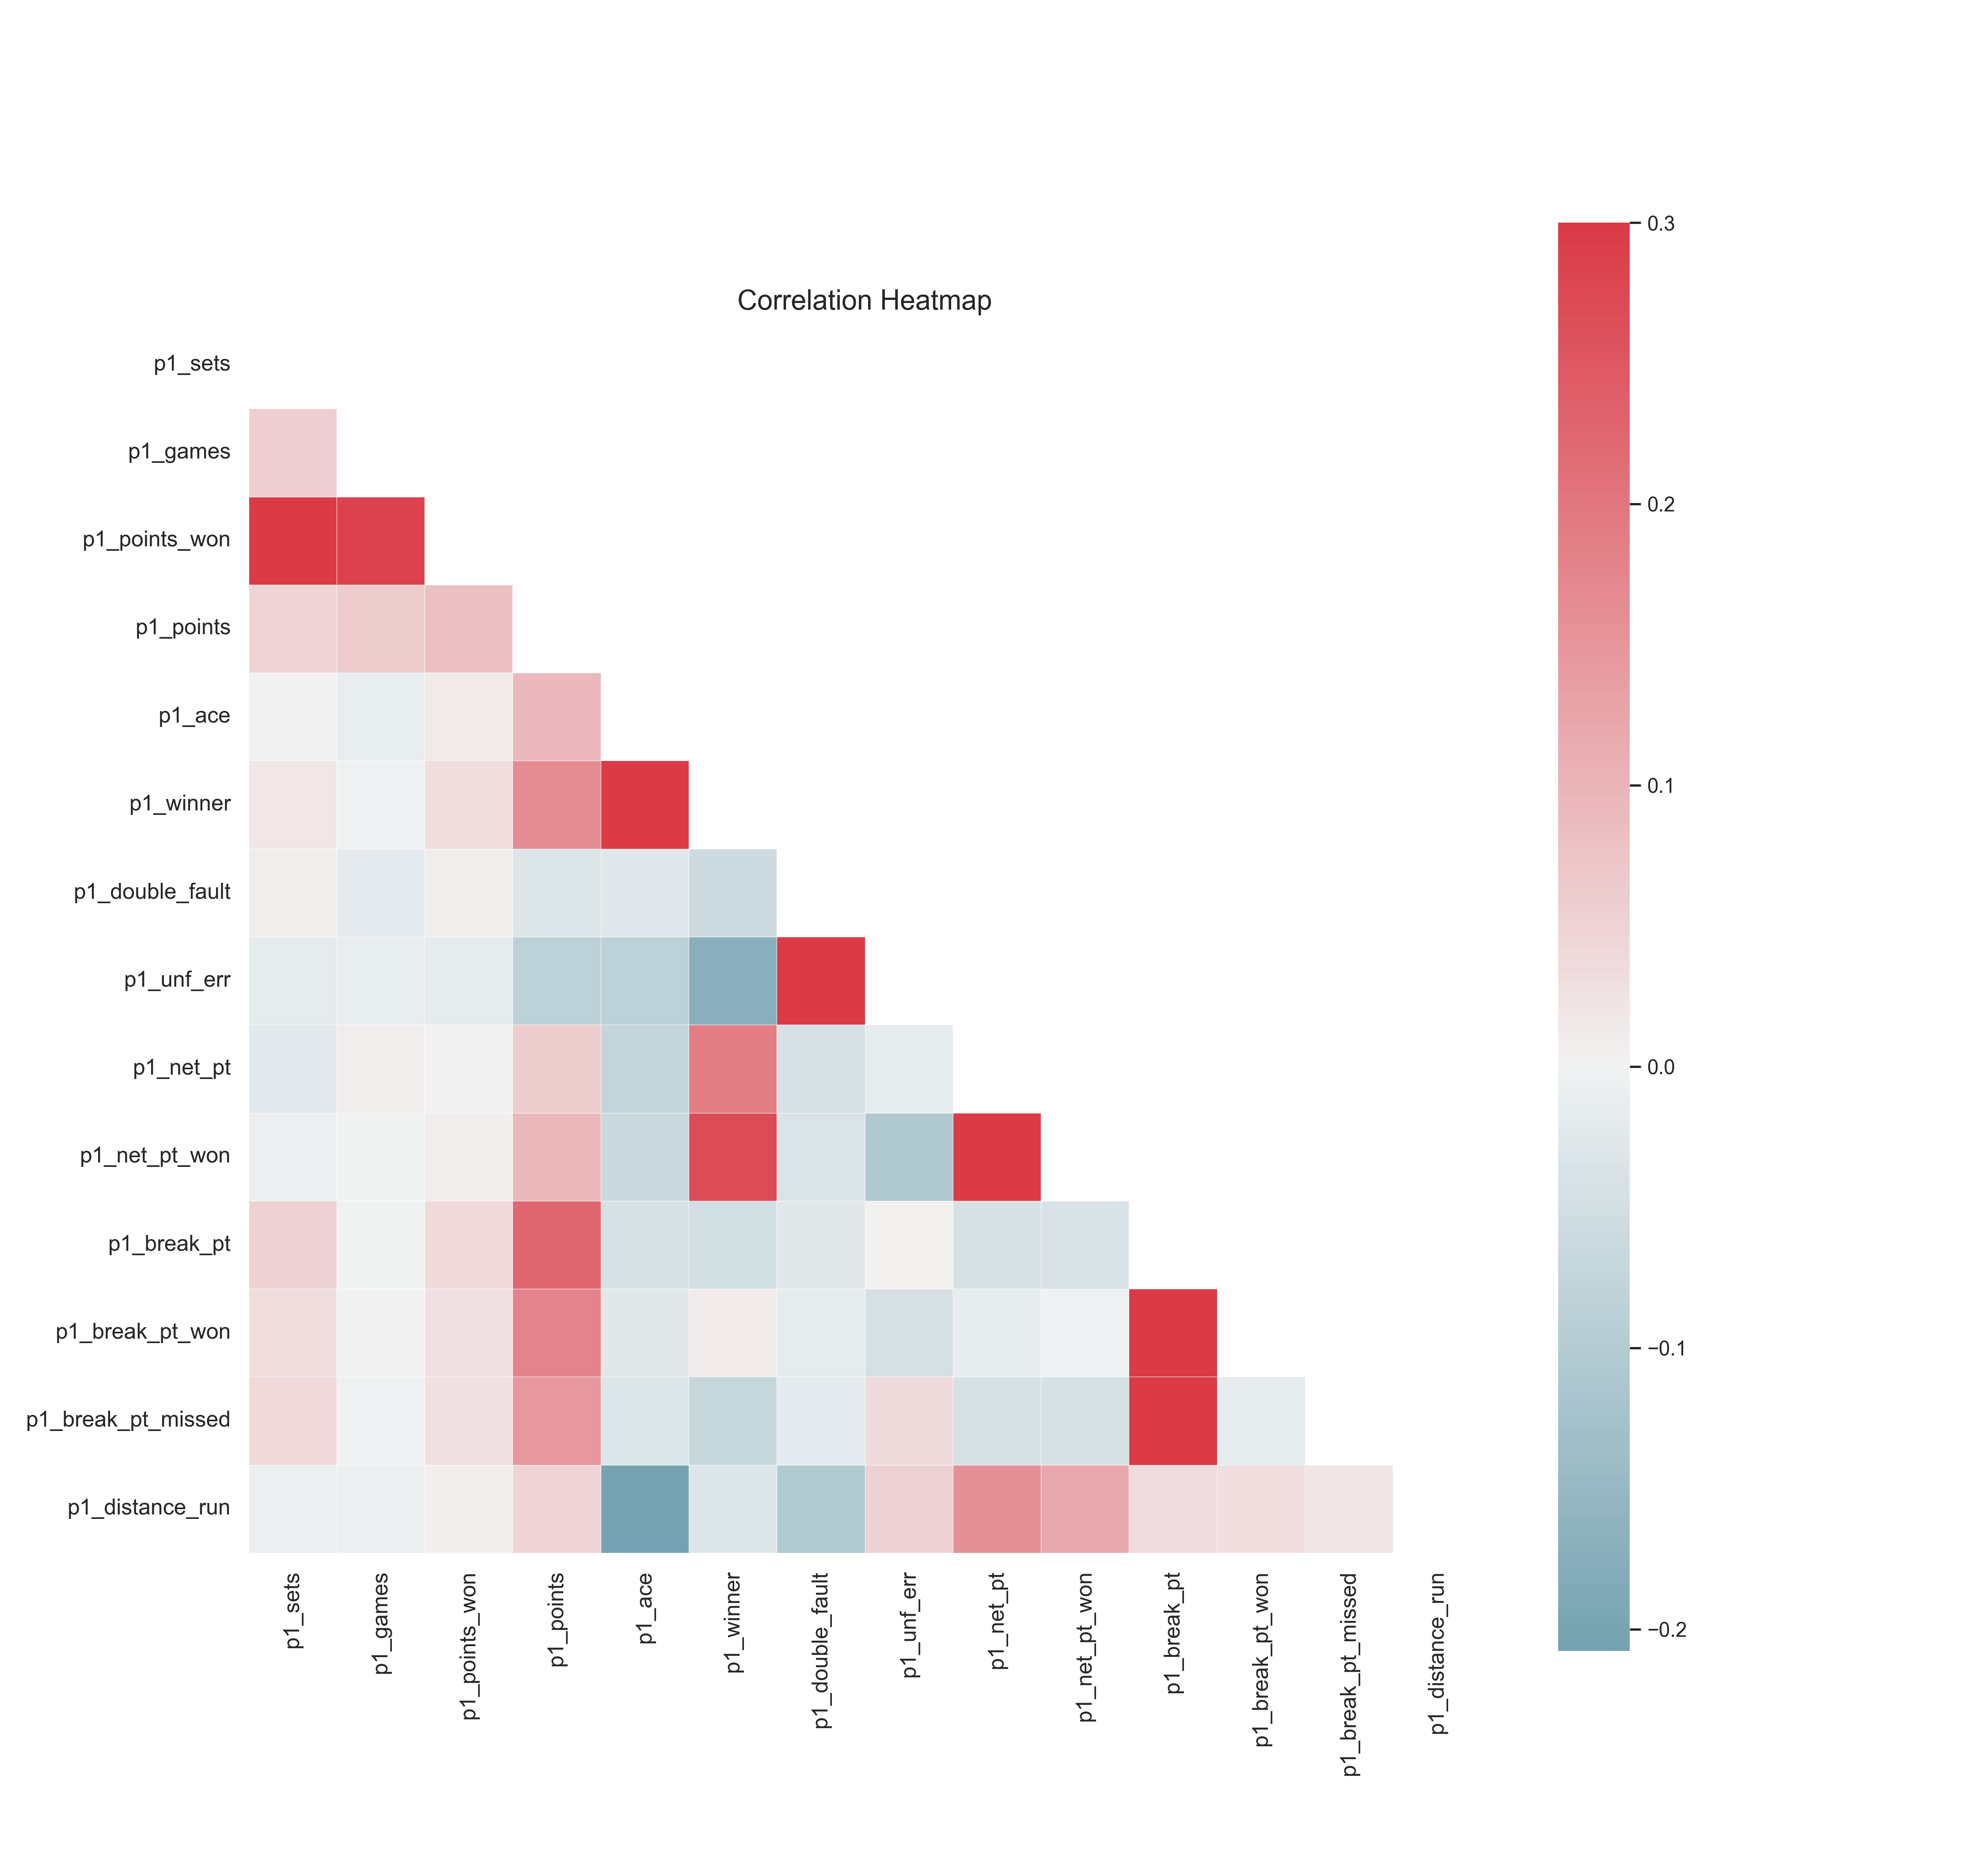 Correlation Heatmap
p1_sets
p1_games
p1_points_won
p1_points
p1_ace
p1_winner
p1_double_fault
p1_unf_err
p1_net_pt
p1_net_pt_won
p1_break_pt
p1_break_pt_won
p1_break_pt_missed
p1_distance_run
p1_sets
p1_games
p1_points_won
p1_points
p1_ace
p1_winner
p1_double_fault
p1_unf_err
p1_net_pt
p1_net_pt_won
p1_break_pt
p1_break_pt_won
p1_break_pt_missed
p1_distance_run
0.3
0.2
0.1
0.0
−0.1
−0.2